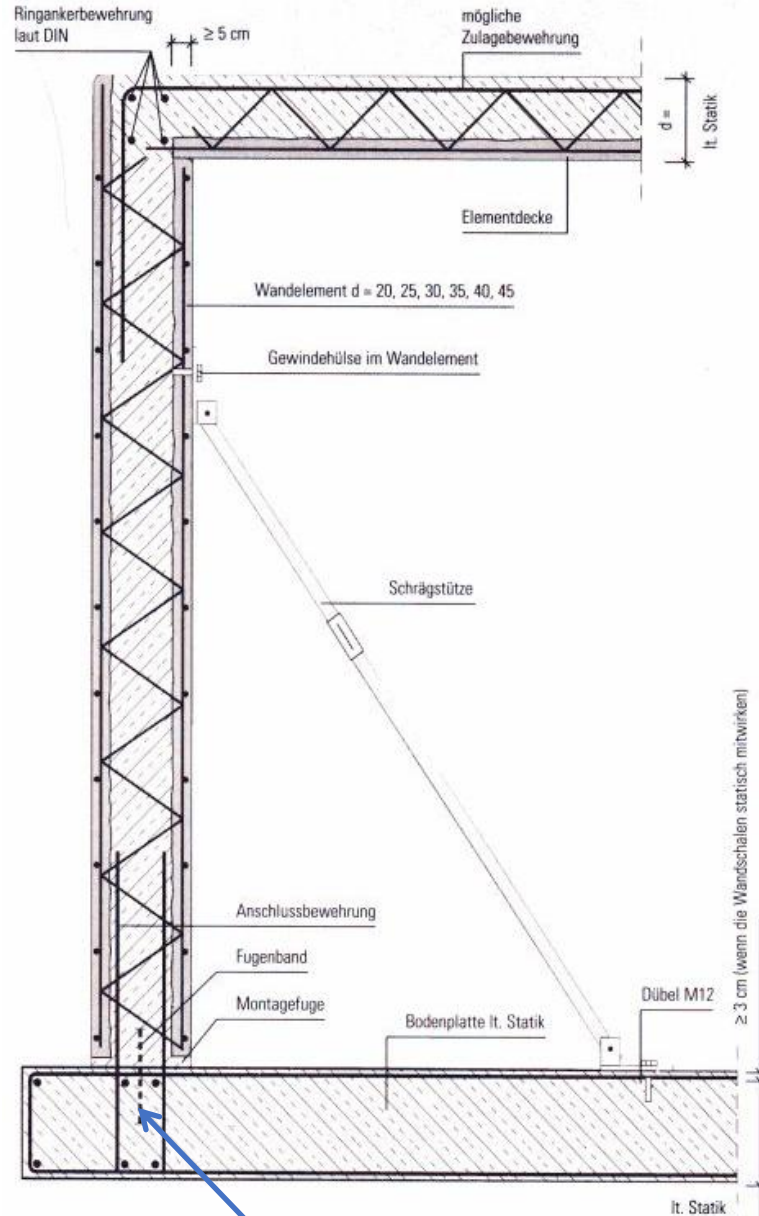 Ringankerbewehrung
laut DIN
≥ 5 cm
mögliche
Zulagebewehrung
d =
lt. Statik
Elementdecke
Wandelement d = 20, 25, 30, 35, 40, 45
Gewindehülse im Wandelement
Schrägstütze
≥ 3 cm (wenn die Wandschalen statisch mitwirken)
Anschlussbewehrung
Fugenband
Montagefuge
Bodenplatte lt. Statik
Dübel M12
lt. Statik